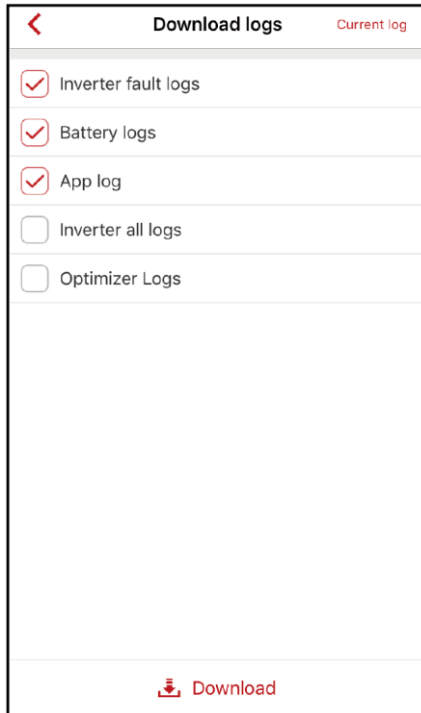 Download logs Current log
Inverter fault logs
Battery logs
App log
Inverter all logs
Optimizer Logs
Download